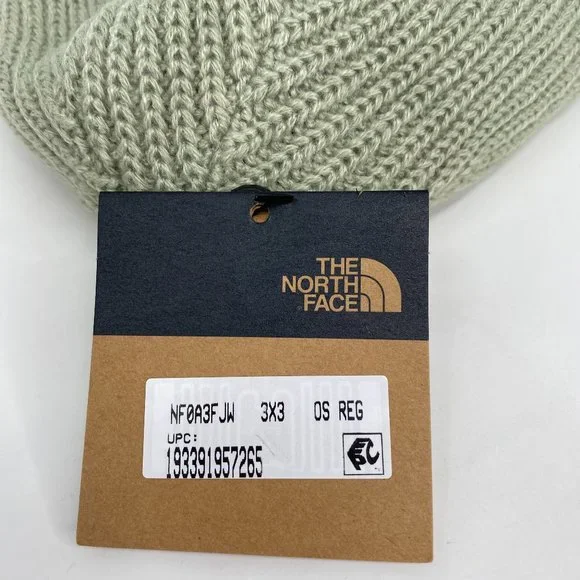 THE
NORTH
FACE
NF0A3FJW 3X3 OS REG
UPC:
193391957265